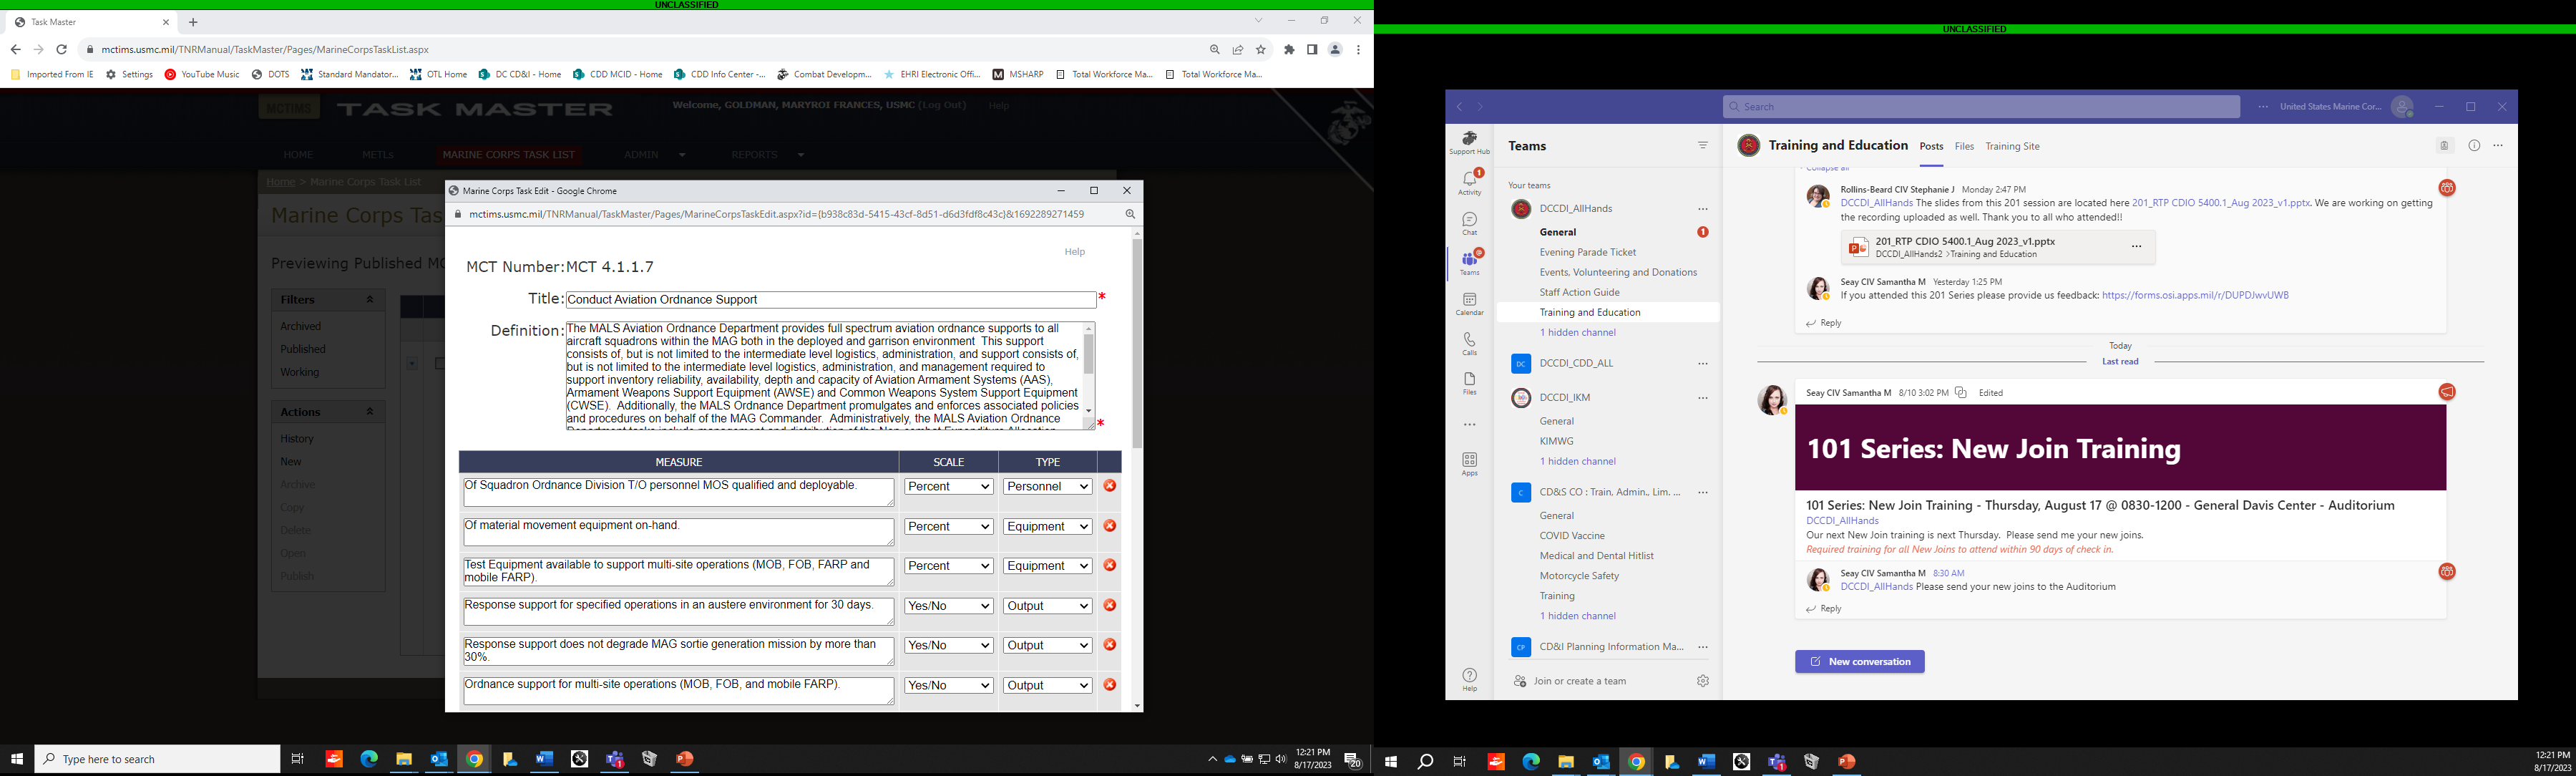 UNCLASSIFIED
Task Master
mctims.usmc.mil/TNRManual/TaskMaster/Pages/MarineCorpsTaskList.aspx
Imported From IE Settings YouTube Music DOTS Standard Mandator... OTL Home DC CD&I - Home CDD MCID - Home CDD Info Center -... Combat Developm... EHRI Electronic Offi... MSHARP Total Workforce Ma... Total Workforce Ma...
MCTIMS TASK MASTER Welcome, GOLDMAN, MARYROI FRANCES, USMC (Log Out) Help
HOME METLs MARINE CORPS TASK LIST ADMIN REPORTS
Home > Marine Corps Task List
Marine Corps Tas
Previewing Published MC
Filters
Archived
Published
Working
Actions
History
New
Archive
Copy
Delete
Open
Publish
Marine Corps Task Edit - Google Chrome
mctims.usmc.mil/TNRManual/TaskMaster/Pages/MarineCorpsTaskEdit.aspx?id={b938c83d-5415-43cf-8d51-d6d3fdf8c43c}&1692289271459
Help
MCT Number:MCT 4.1.1.7
Title: Conduct Aviation Ordnance Support *
Definition: The MALS Aviation Ordnance Department provides full spectrum aviation ordnance supports to all
aircraft squadrons within the MAG both in the deployed and garrison environment This support
consists of, but is not limited to the intermediate level logistics, administration, and support consists of,
but is not limited to the intermediate level logistics, administration, and management required to
support inventory reliability, availability, depth and capacity of Aviation Armament Systems (AAS),
Armament Weapons Support Equipment (AWSE) and Common Weapons System Support Equipment
(CWSE). Additionally, the MALS Ordnance Department promulgates and enforces associated policies
and procedures on behalf of the MAG Commander. Administratively, the MALS Aviation Ordnance
*
MEASURE SCALE TYPE
Of Squadron Ordnance Division T/O personnel MOS qualified and deployable. Percent Personnel
Of material movement equipment on-hand. Percent Equipment
Test Equipment available to support multi-site operations (MOB, FOB, FARP and
mobile FARP). Percent Equipment
Response support for specified operations in an austere environment for 30 days. Yes/No Output
Response support does not degrade MAG sortie generation mission by more than
30%. Yes/No Output
Ordnance support for multi-site operations (MOB, FOB, and mobile FARP). Yes/No Output
Type here to search
12:21 PM
8/17/2023
20
UNCLASSIFIED
Search
United States Marine Cor...
Support Hub
Activity
1
Chat
Teams
Calendar
Calls
Files
Apps
Help
Teams
Your teams
DCCDI_AllHands
General 1
Evening Parade Ticket
Events, Volunteering and Donations
Staff Action Guide
Training and Education
1 hidden channel
DC DCCDI_CDD_ALL
DCCDI_IKM
General
KIMWG
1 hidden channel
C CD&S CO : Train, Admin., Lim. ...
General
COVID Vaccine
Medical and Dental Hitlist
Motorcycle Safety
Training
1 hidden channel
CP CD&I Planning Information Ma...
Join or create a team
Training and Education Posts Files Training Site
Collapse all
Rollins-Beard CIV Stephanie J Monday 2:47 PM
DCCDI_AllHands The slides from this 201 session are located here 201_RTP CDIO 5400.1_Aug 2023_v1.pptx. We are working on getting
the recording uploaded as well. Thank you to all who attended!!
201_RTP CDIO 5400.1_Aug 2023_v1.pptx
DCCDI_AllHands2 >Training and Education
Seay CIV Samantha M Yesterday 1:25 PM
If you attended this 201 Series please provide us feedback: https://forms.osi.apps.mil/r/DUPDJwvUWB
Reply
Today
Last read
Seay CIV Samantha M 8/10 3:02 PM Edited
101 Series: New Join Training
101 Series: New Join Training - Thursday, August 17 @ 0830-1200 - General Davis Center - Auditorium
DCCDI_AllHands
Our next New Join training is next Thursday. Please send me your new joins.
Required training for all New Joins to attend within 90 days of check in.
Seay CIV Samantha M 8:30 AM
DCCDI_AllHands Please send your new joins to the Auditorium
Reply
New conversation
12:21 PM
8/17/2023